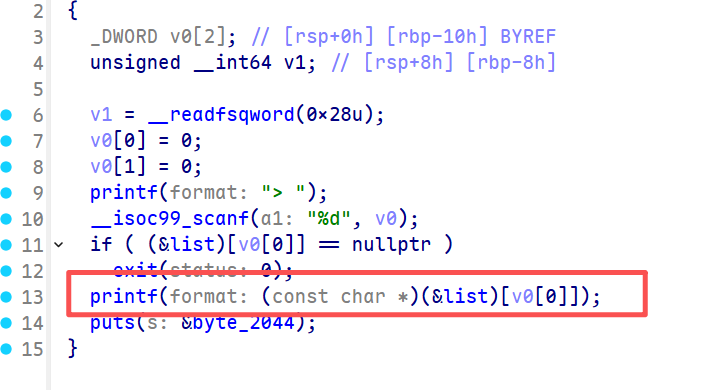 2 {
3 _DWORD v0[2]; // [rsp+0h] [rbp-10h] BYREF
4 unsigned __int64 v1; // [rsp+8h] [rbp-8h]
5
6 v1 = __readfsqword(0x28u);
7 v0[0] = 0;
8 v0[1] = 0;
9 printf(format: "> ");
10 __isoc99_scanf(a1: "%d", v0);
11 if ( (&list)[v0[0]] == nullptr )
12 exit(status: 0);
13 printf(format: (const char *)(&list)[v0[0]]);
14 puts(s: &byte_2044);
15 }